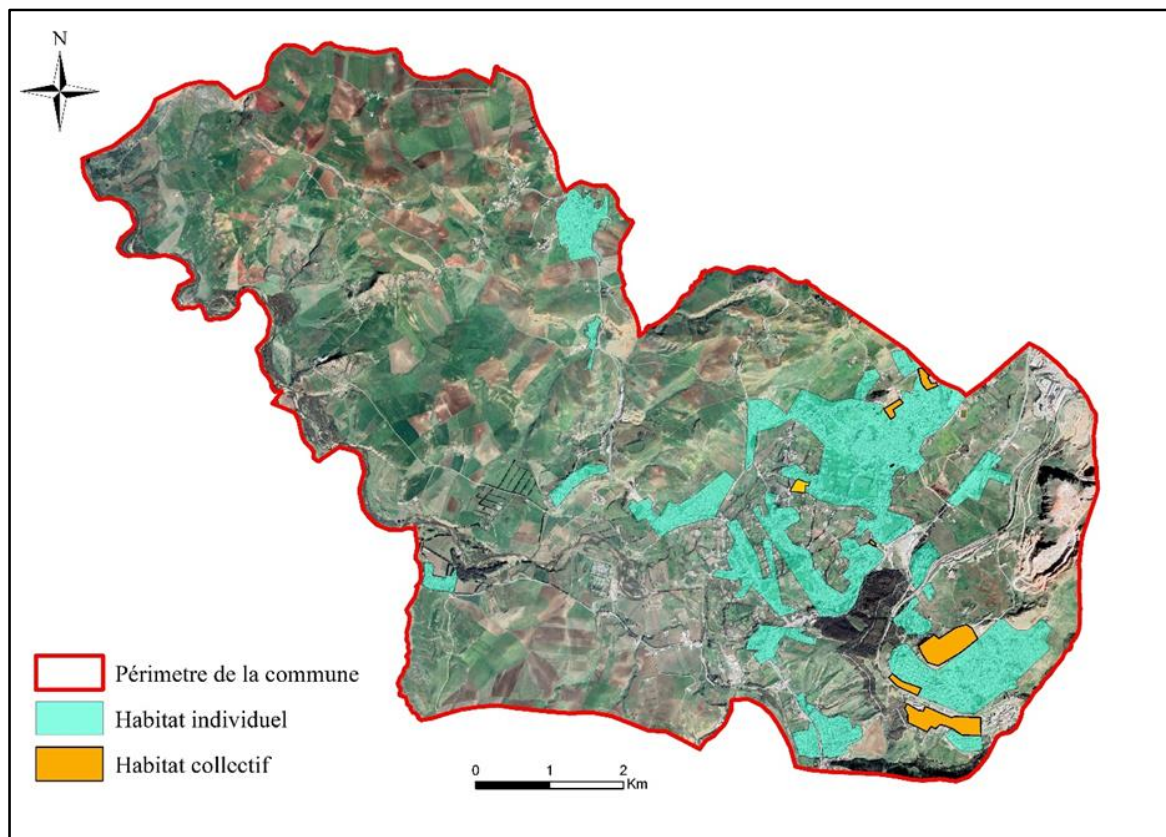 N
Périmetre de la commune
Habitat individuel
Habitat collectif
0 1 2
Km